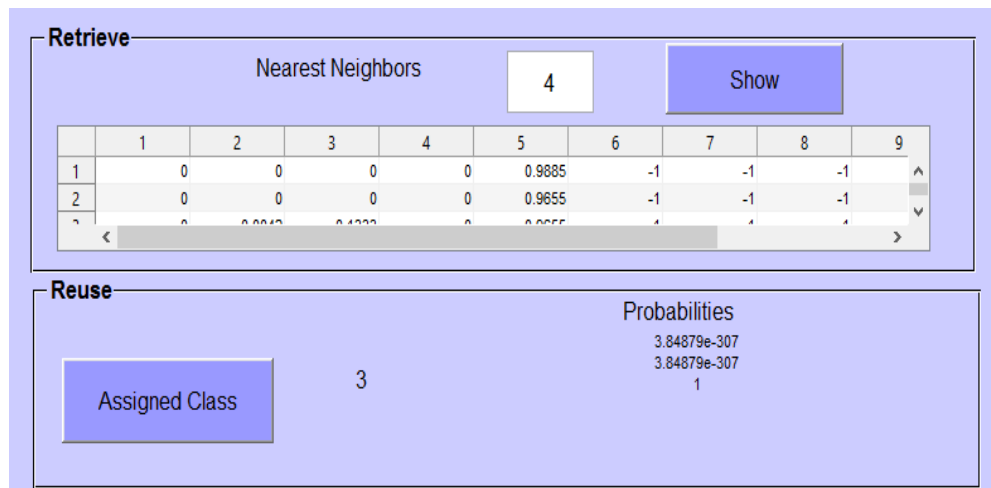 Retrieve
Nearest Neighbors 4 Show
1 2 3 4 5 6 7 8 9
1 0 0 0 0 0.9885 -1 -1 -1
2 0 0 0 0 0.9655 -1 -1 -1
Reuse
Probabilities
3.84879e-307
3.84879e-307
1
Assigned Class 3